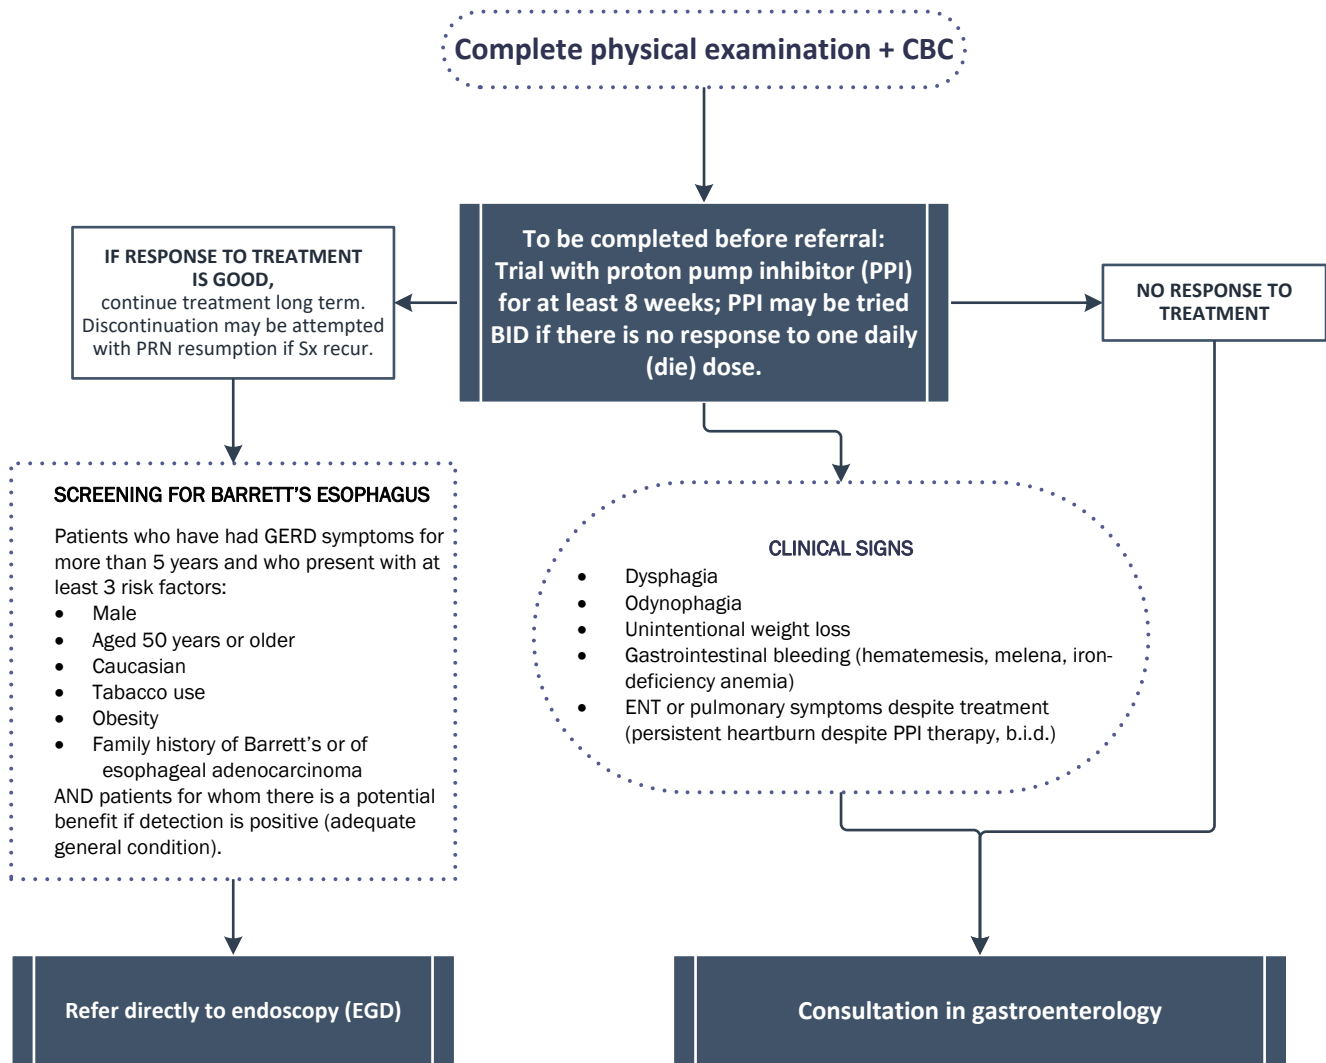 Complete physical examination + CBC
To be completed before referral:
Trial with proton pump inhibitor (PPI)
for at least 8 weeks; PPI may be tried
BID if there is no response to one daily
(die) dose.
IF RESPONSE TO TREATMENT
IS GOOD,
continue treatment long term.
Discontinuation may be attempted
with PRN resumption if Sx recur.
NO RESPONSE TO
TREATMENT
SCREENING FOR BARRETT'S ESOPHAGUS
Patients who have had GERD symptoms for
more than 5 years and who present with at
least 3 risk factors:
• Male
• Aged 50 years or older
• Caucasian
• Tabacco use
• Obesity
• Family history of Barrett's or of
esophageal adenocarcinoma
AND patients for whom there is a potential
benefit if detection is positive (adequate
general condition).
CLINICAL SIGNS
• Dysphagia
• Odynophagia
• Unintentional weight loss
• Gastrointestinal bleeding (hematemesis, melena, iron-
deficiency anemia)
• ENT or pulmonary symptoms despite treatment
(persistent heartburn despite PPI therapy, b.i.d.)
Refer directly to endoscopy (EGD)
Consultation in gastroenterology